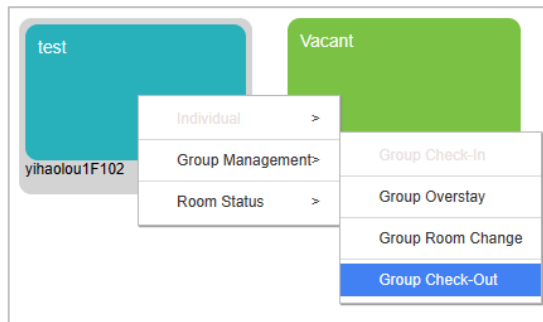 test
Vacant
yihaolou1F102
Individual >
Group Management>
Room Status >
Group Check-In
Group Overstay
Group Room Change
Group Check-Out